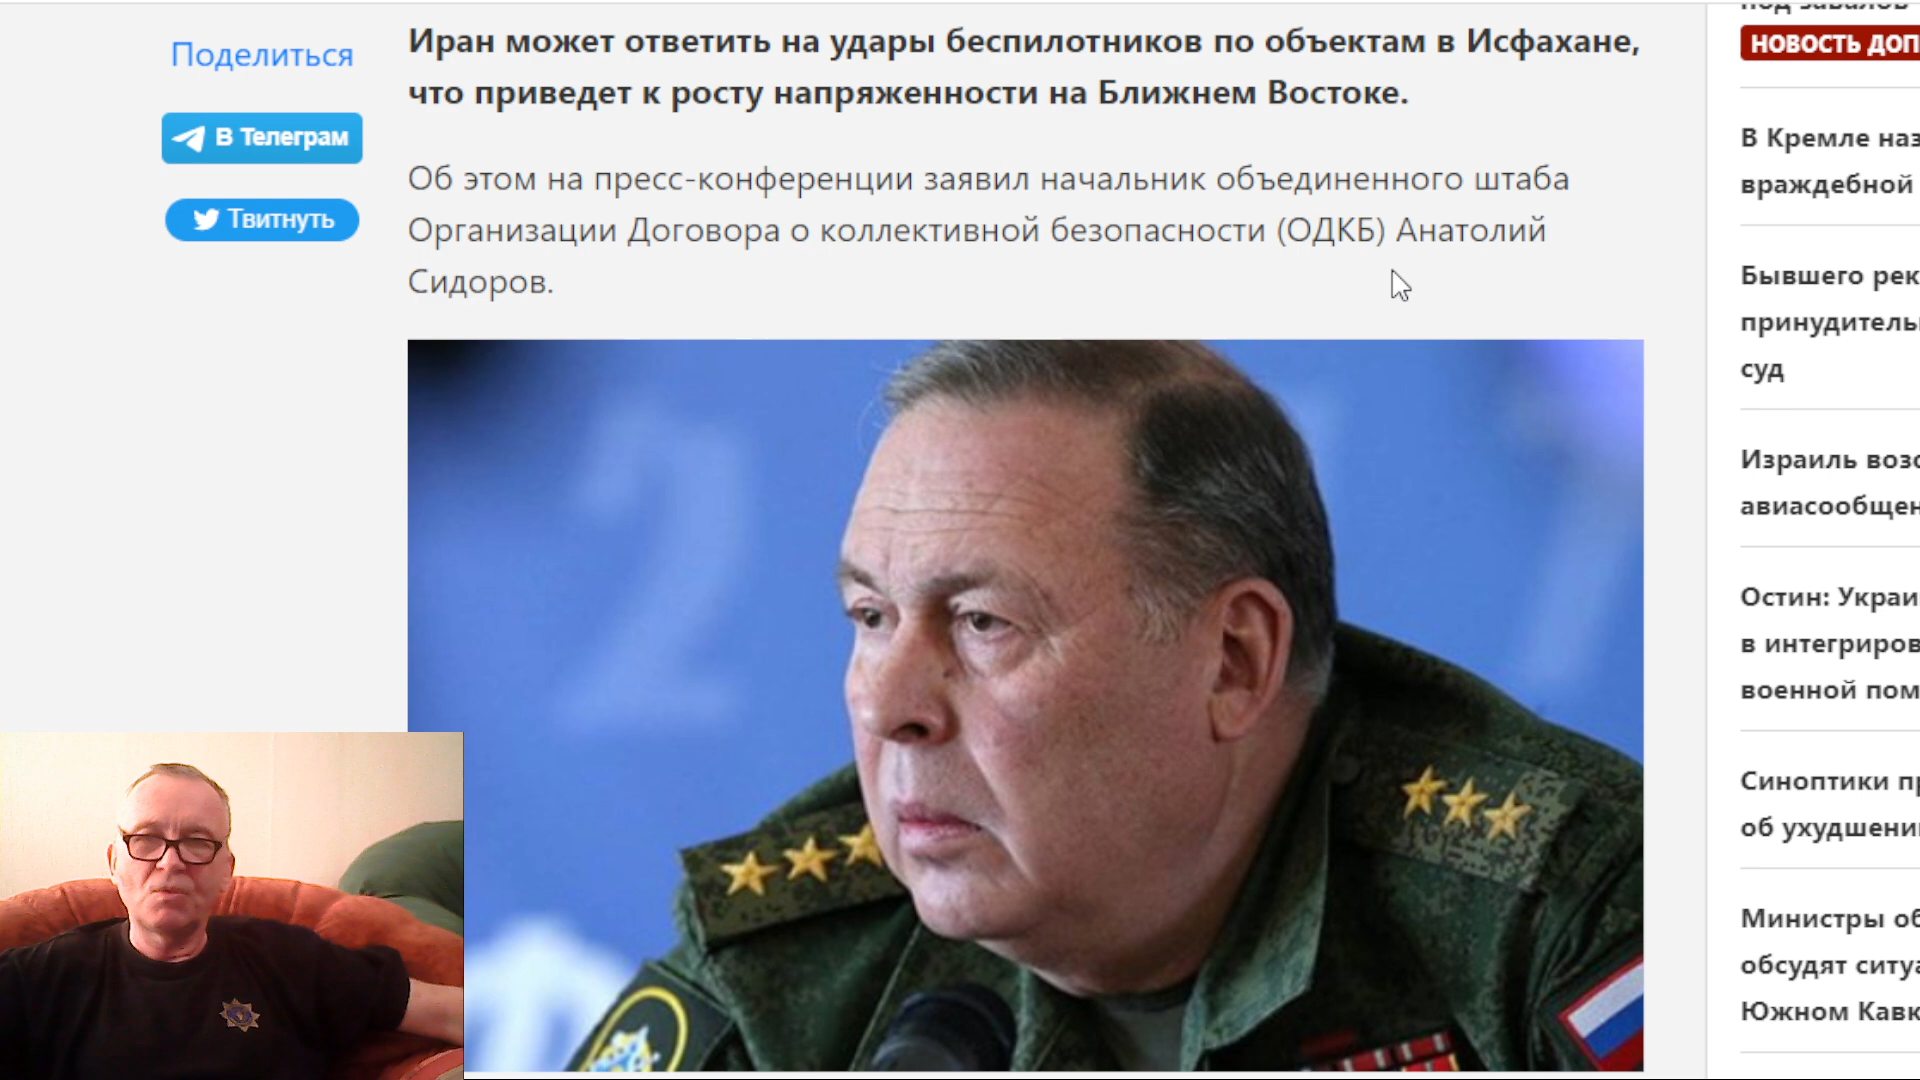 Поделиться
В Телеграм
Твитнуть
Иран может ответить на удары беспилотников по объектам в Исфахане,
что приведет к росту напряженности на Ближнем Востоке.
Об этом на пресс-конференции заявил начальник объединенного штаба
Организации Договора о коллективной безопасности (ОДКБ) Анатолий
Сидоров.
под завалов
НОВОСТЬ ДОП
В Кремле наз
враждебной
Бывшего рек
принудитель
суд
Израиль возо
авиасообщен
Остин: Украи
в интегриров
военной пом
Синоптики пр
об ухудшени
Министры об
обсудят ситуа
Южном Кавк